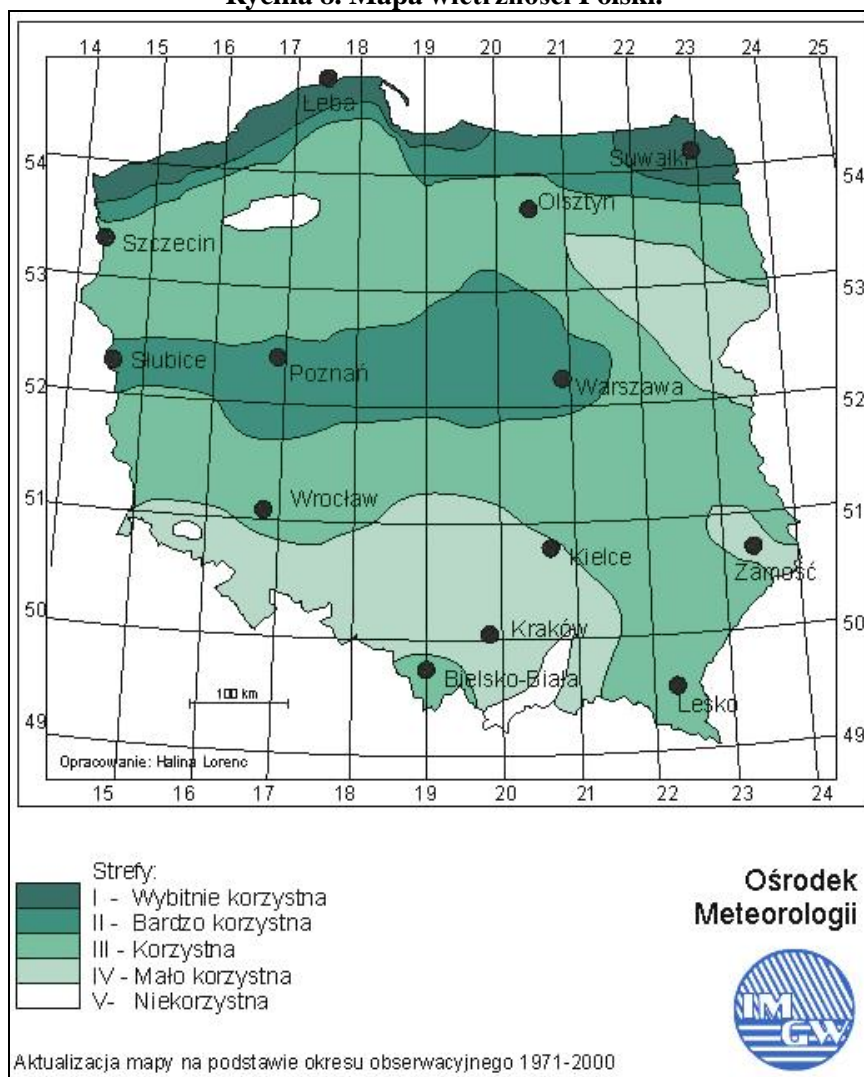 Rycina 8. Mapa wietrzności Polski.
14 15 16 17 18 19 20 21 22 23 24 25
Łeba
54 Suwałki 54
Olsztyn
Szczecin
53 53
Słubice Poznań Warszawa
52 52
51 Wrocław 51
Kielce Zamość
50 Kraków 50
Bielsko-Biała
100 km Lesko
49 49
Opracowanie: Halina Lorenc
15 16 17 18 19 20 21 22 23 24
Strefy:
I - Wybitnie korzystna
II - Bardzo korzystna
III - Korzystna
IV - Mało korzystna
V- Niekorzystna
Ośrodek
Meteorologii
IM
GW
Aktualizacja mapy na podstawie okresu obserwacyjnego 1971-2000